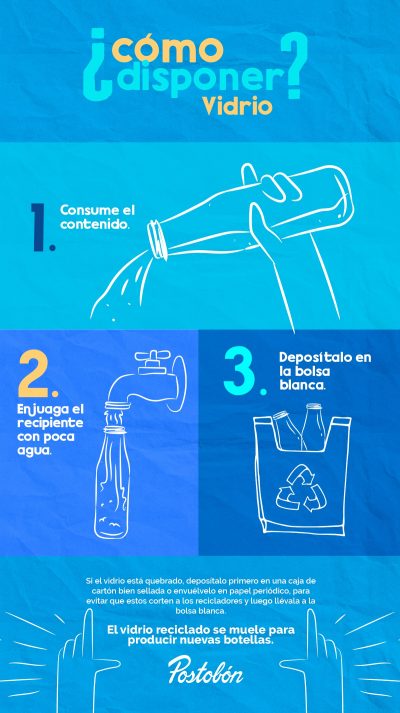 ¿cómo
disponer?
Vidrio
1.
Consume el
contenido.
2.
Enjuaga el
recipiente
con poca
agua.
3.
Deposítalo en
la bolsa
blanca.
Si el vidrio está quebrado, deposítalo primero en una caja de
cartón bien sellada o envuélvelo en papel periódico, para
evitar que estos corten a los recicladores y luego llévala a la
bolsa blanca.
El vidrio reciclado se muele para
producir nuevas botellas.
Postobón